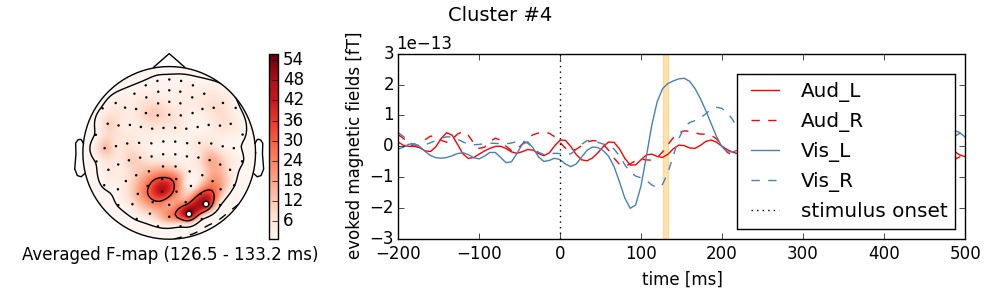 Cluster #4
54
48
42
36
30
24
18
12
6
Averaged F-map (126.5 - 133.2 ms)
1e−13
evoked magnetic fields [fT]
3
2
1
0
−1
−2
−3
−200 −100 0 100 200 300 400 500
time [ms]
Aud_L
Aud_R
Vis_L
Vis_R
stimulus onset